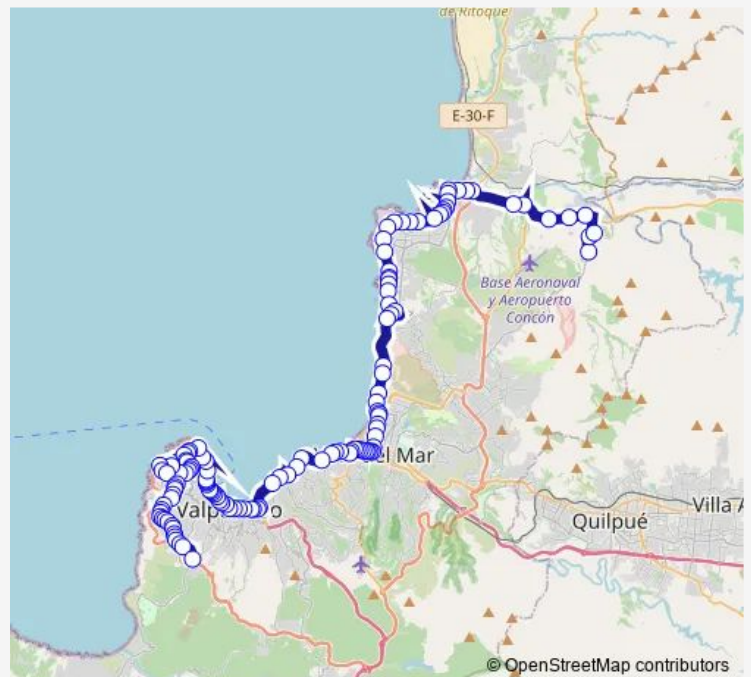 de Ritoque
E-30-F
Base Aeronaval
y Aeropuerto
Concón
el Mar
Valp
o
Quilpué
Villa A
© OpenStreetMap contributors